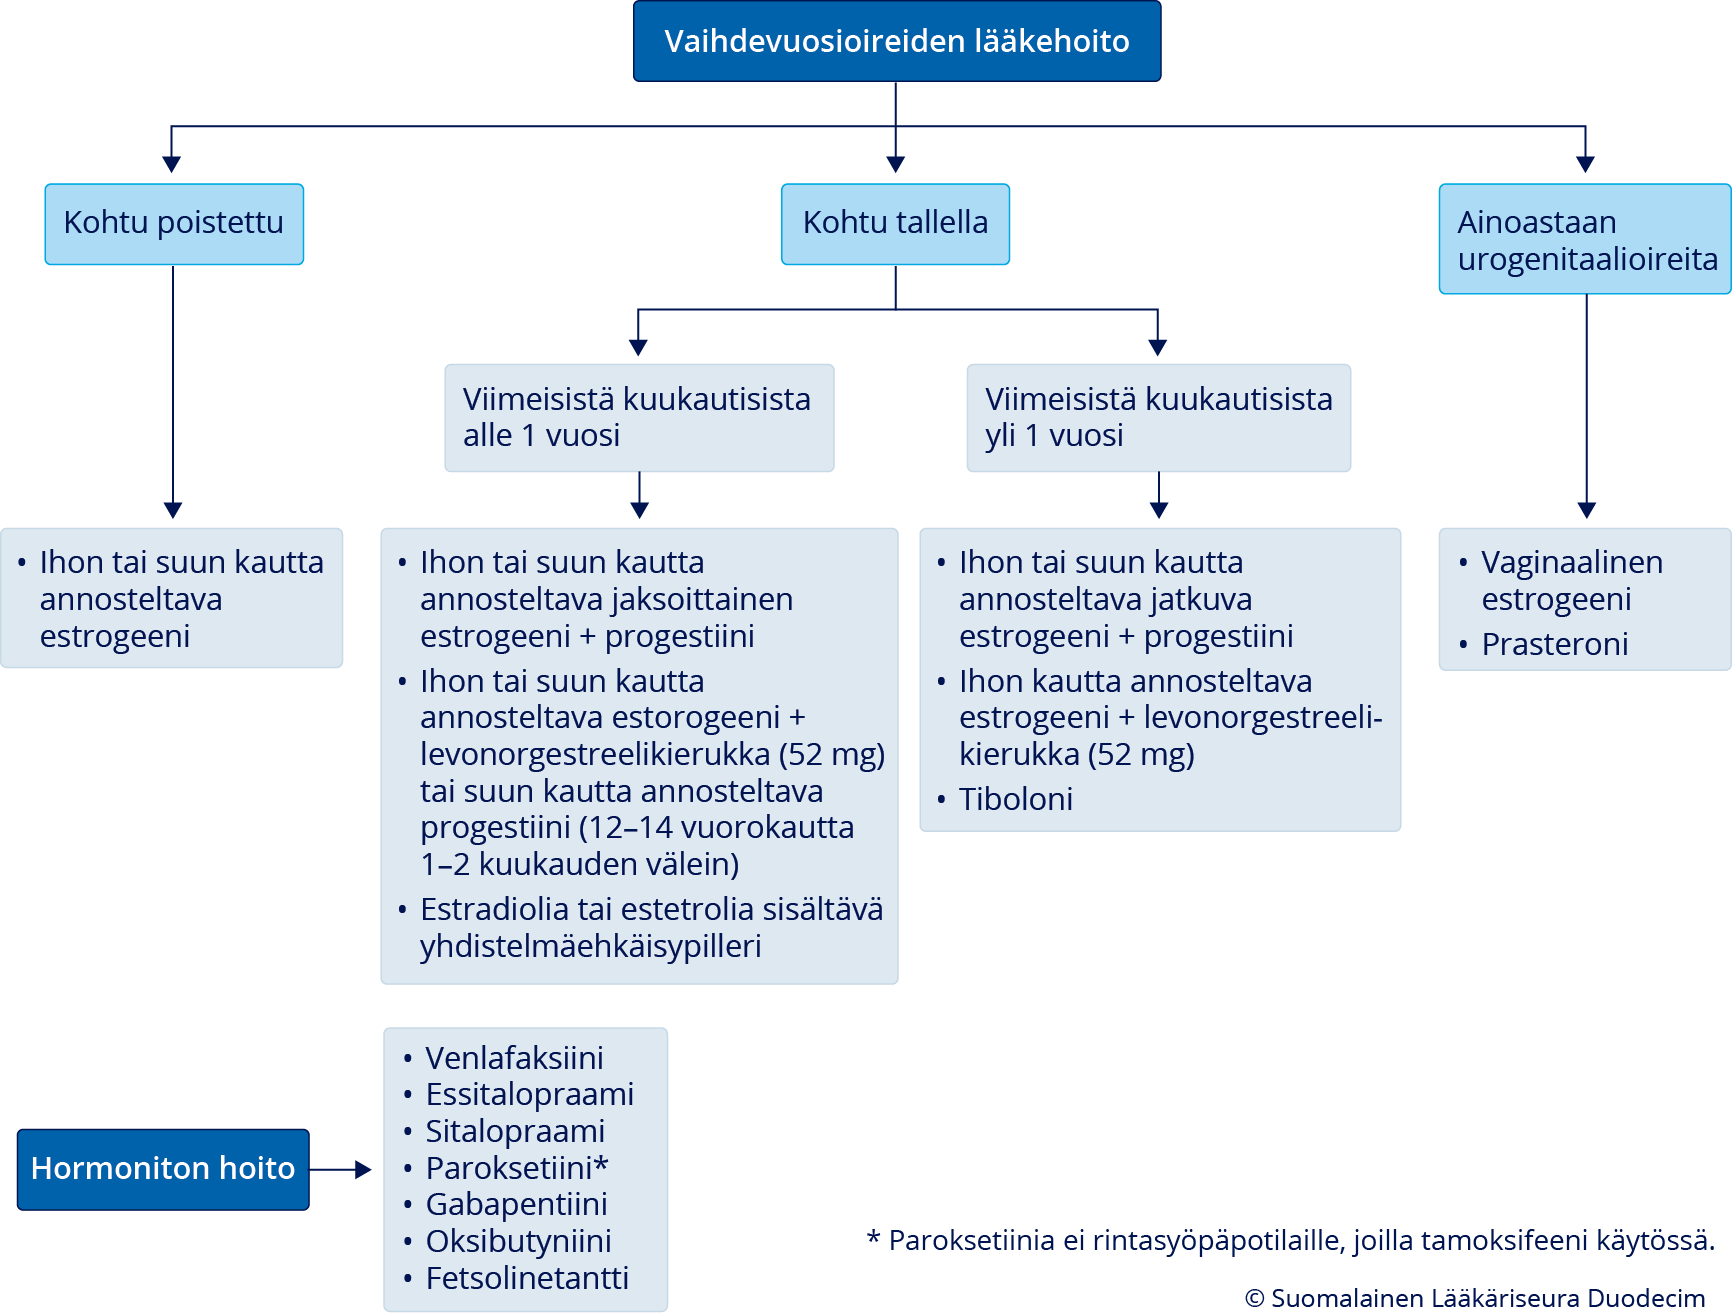 Vaihdevuosioireiden lääkehoito
Kohtu poistettu
Kohtu tallella
Ainoastaan
urogenitaalioireita
Viimeisistä kuukautisista
alle 1 vuosi
Viimeisistä kuukautisista
yli 1 vuosi
• Ihon tai suun kautta
annosteltava
estrogeeni
• Ihon tai suun kautta
annosteltava jaksoittainen
estrogeeni + progestiini
• Ihon tai suun kautta
annosteltava estorogeeni +
levonorgestreelikierukka (52 mg)
tai suun kautta annosteltava
progestiini (12–14 vuorokautta
1–2 kuukauden välein)
• Estradiolia tai estetrolia sisältävä
yhdistelmäehkäisypilleri
• Ihon tai suun kautta
annosteltava jatkuva
estrogeeni + progestiini
• Ihon kautta annosteltava
estrogeeni + levonorgestreeli-
kierukka (52 mg)
• Tiboloni
• Vaginaalinen
estrogeeni
• Prasteroni
Hormoniton hoito
• Venlafaksiini
• Essitalopraami
• Sitalopraami
• Paroksetiini*
• Gabapentiini
• Oksibutyniini
• Fetsolinetantti
* Paroksetiinia ei rintasyöpäpotilaille, joilla tamoksifeeni käytössä.
© Suomalainen Lääkäriseura Duodecim